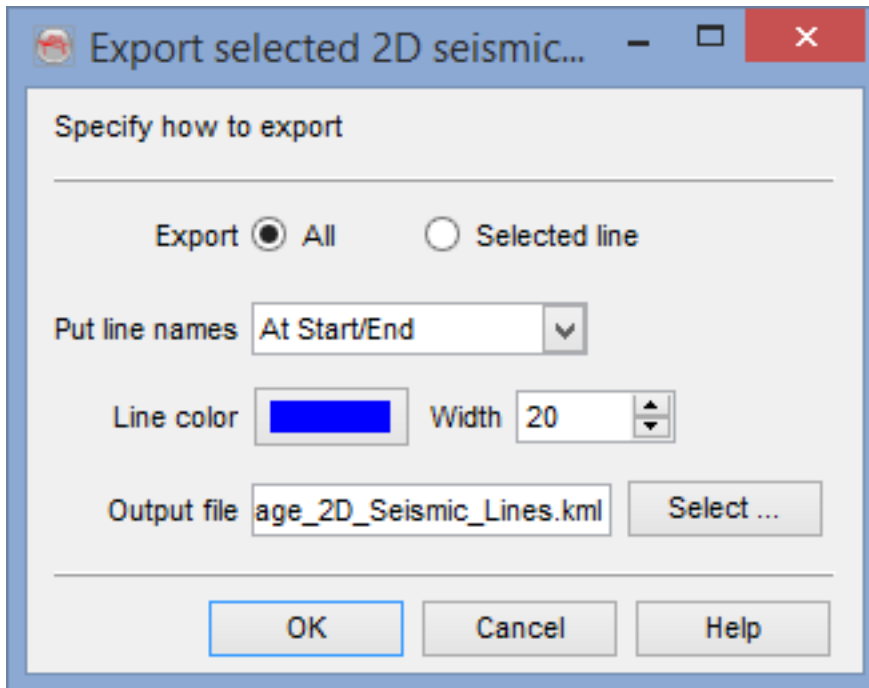 Export selected 2D seismic...
Specify how to export
Export All Selected line
Put line names At Start/End
Line color Width 20
Output file age_2D_Seismic_Lines.kml Select ...
OK Cancel Help